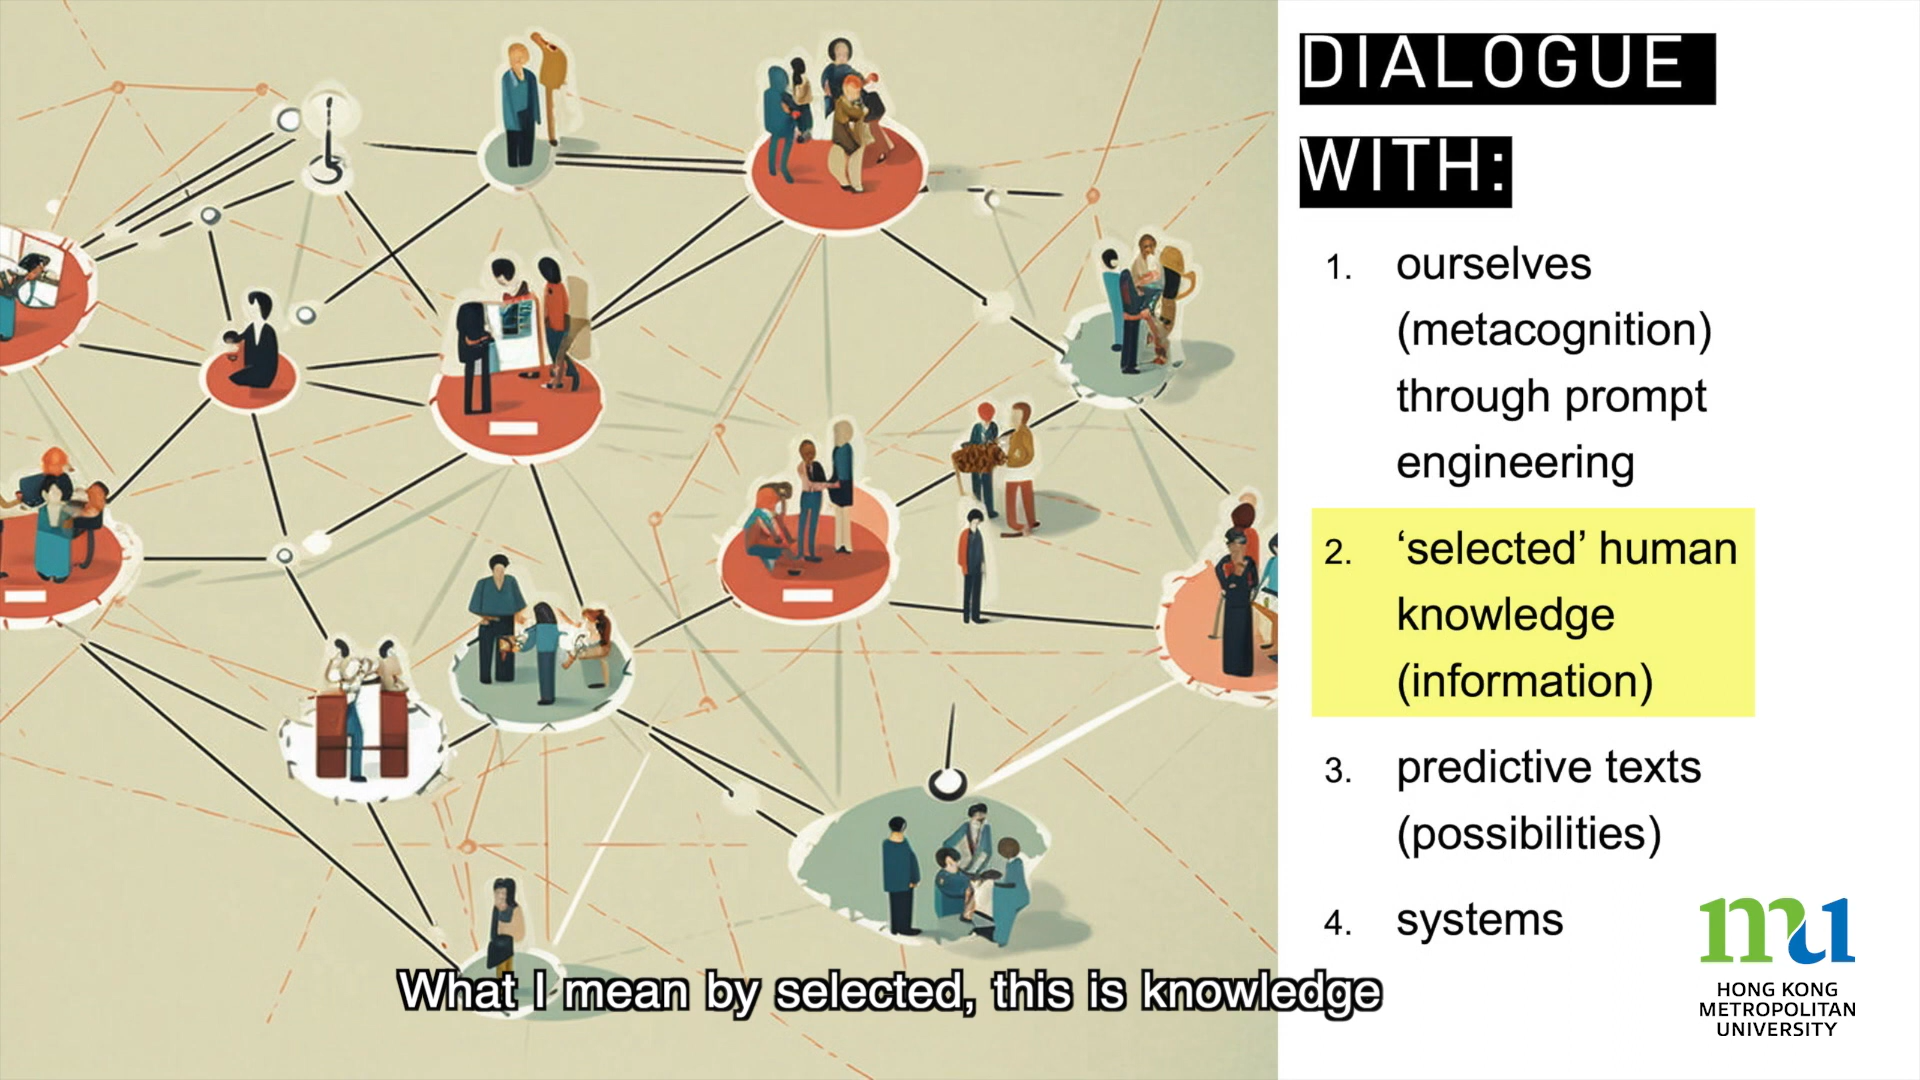 DIALOGUE
WITH:
1. ourselves
(metacognition)
through prompt
engineering
2. ‘selected’ human
knowledge
(information)
3. predictive texts
(possibilities)
4. systems
mu
HONG KONG
METROPOLITAN
UNIVERSITY
What I mean by selected, this is knowledge